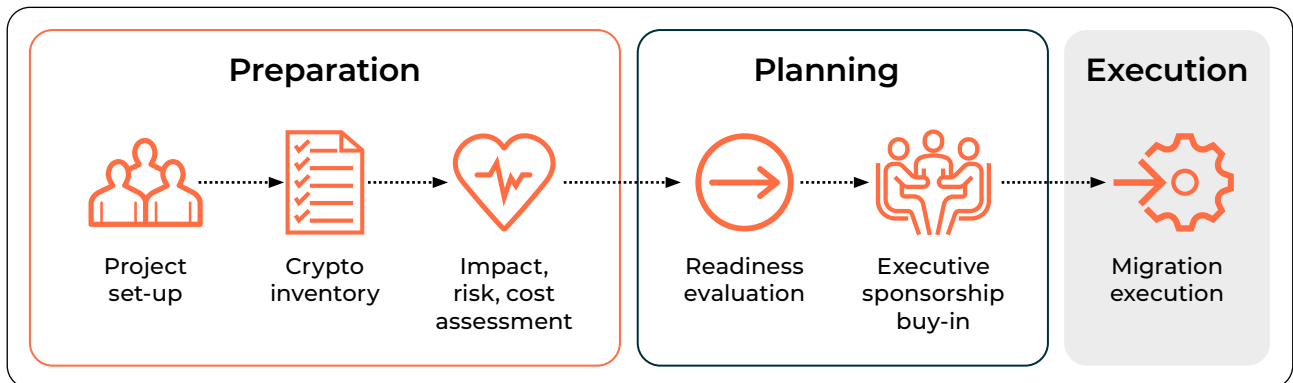 Preparation
Project
set-up
Crypto
inventory
Impact,
risk, cost
assessment
Planning
Readiness
evaluation
Executive
sponsorship
buy-in
Execution
Migration
execution